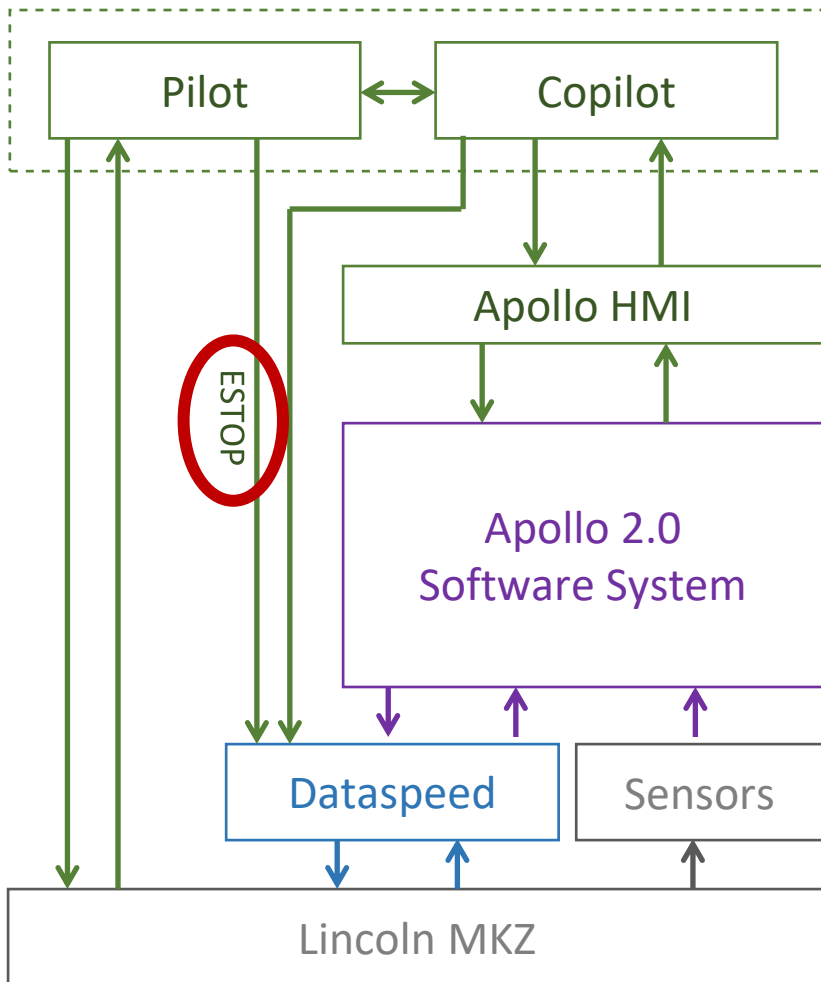 Pilot
Copilot
Apollo HMI
ESTOP
Apollo 2.0
Software System
Dataspeed
Sensors
Lincoln MKZ